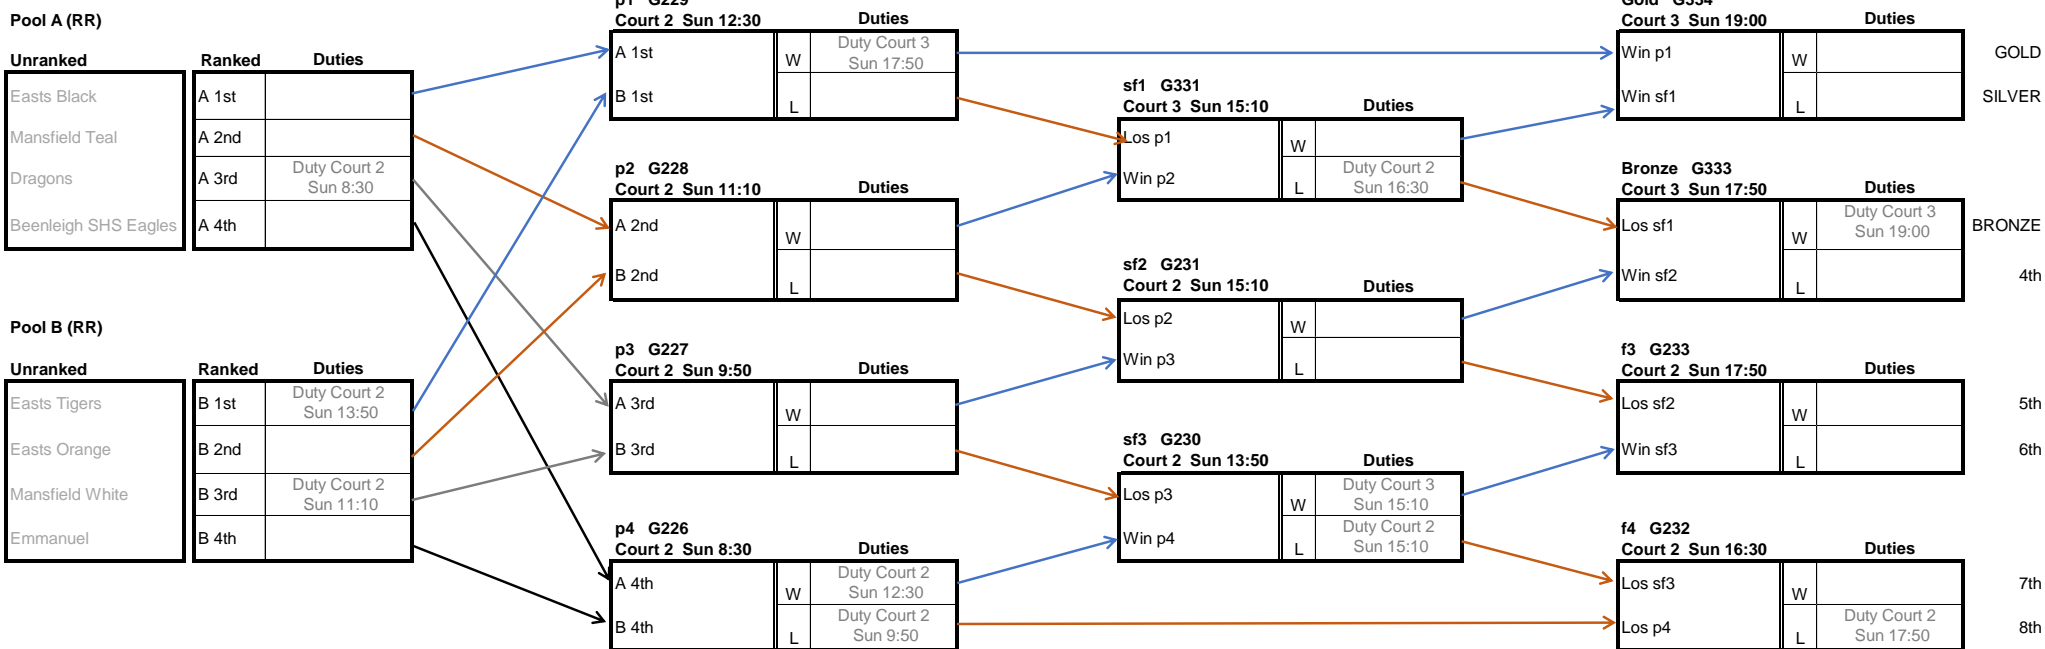 Pool A (RR)
Unranked Ranked Duties
Easts Black A 1st
Mansfield Teal A 2nd
Dragons A 3rd Duty Court 2
Sun 8:30
Beenleigh SHS Eagles A 4th
Pool B (RR)
Unranked Ranked Duties
Easts Tigers B 1st Duty Court 2
Sun 13:50
Easts Orange B 2nd
Mansfield White B 3rd Duty Court 2
Sun 11:10
Emmanuel B 4th
p1 G229
Court 2 Sun 12:30 Duties
A 1st W Duty Court 3
Sun 17:50
B 1st L
p2 G228
Court 2 Sun 11:10 Duties
A 2nd W
B 2nd L
p3 G227
Court 2 Sun 9:50 Duties
A 3rd W
B 3rd L
p4 G226
Court 2 Sun 8:30 Duties
A 4th W Duty Court 2
Sun 12:30
B 4th L Duty Court 2
Sun 9:50
sf1 G331
Court 3 Sun 15:10 Duties
Los p1 W
Win p2 L Duty Court 2
Sun 16:30
sf2 G231
Court 2 Sun 15:10 Duties
Los p2 W
Win p3 L
sf3 G230
Court 2 Sun 13:50 Duties
Los p3 W Duty Court 3
Sun 15:10
Win p4 L Duty Court 2
Sun 15:10
Gold G334
Court 3 Sun 19:00 Duties
Win p1 W GOLD
Win sf1 L SILVER
Bronze G333
Court 3 Sun 17:50 Duties
Los sf1 W Duty Court 3
Sun 19:00 BRONZE
Win sf2 L 4th
f3 G233
Court 2 Sun 17:50 Duties
Los sf2 W 5th
Win sf3 L 6th
f4 G232
Court 2 Sun 16:30 Duties
Los sf3 W 7th
Los p4 L Duty Court 2
Sun 17:50 8th